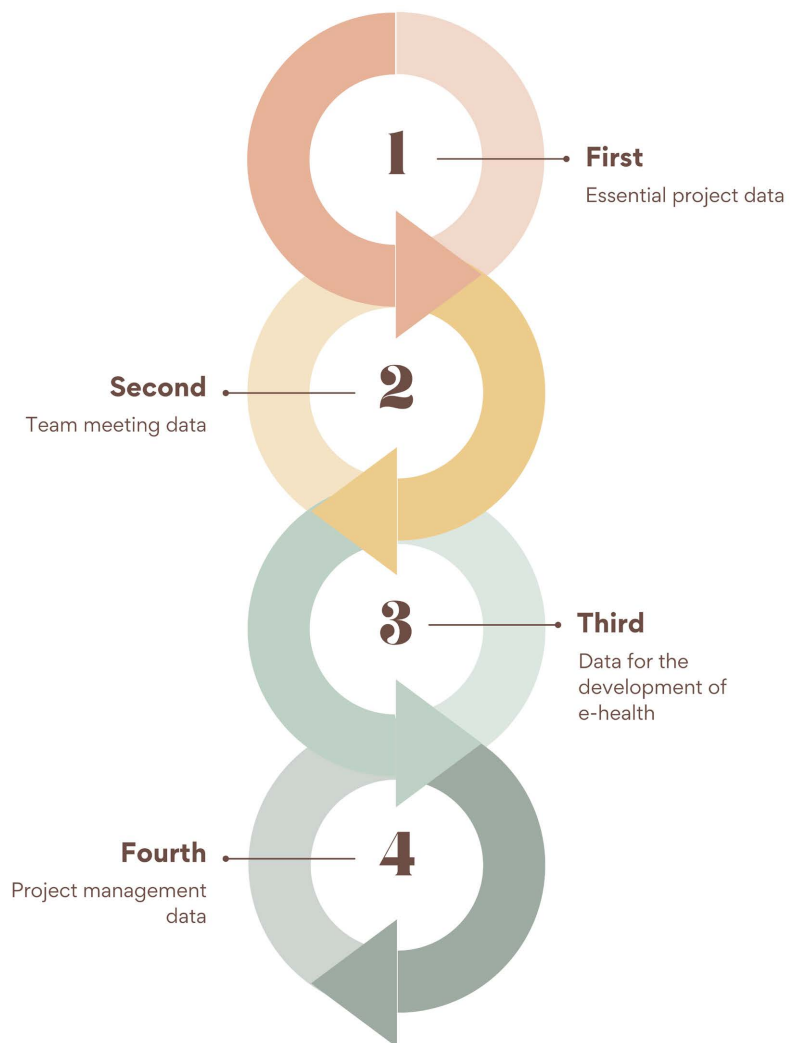 1
First
Essential project data
2
Second
Team meeting data
3
Third
Data for the
development of
e-health
4
Fourth
Project management
data